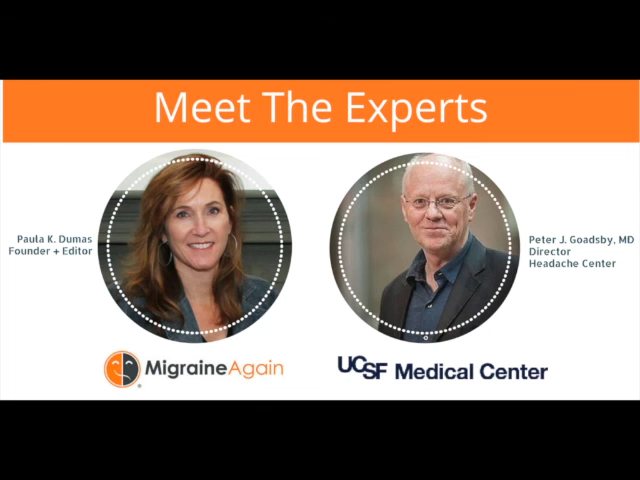 Meet The Experts
Paula K. Dumas
Founder + Editor
Peter J. Goadsby, MD
Director
Headache Center
MigraineAgain
UCSF Medical Center